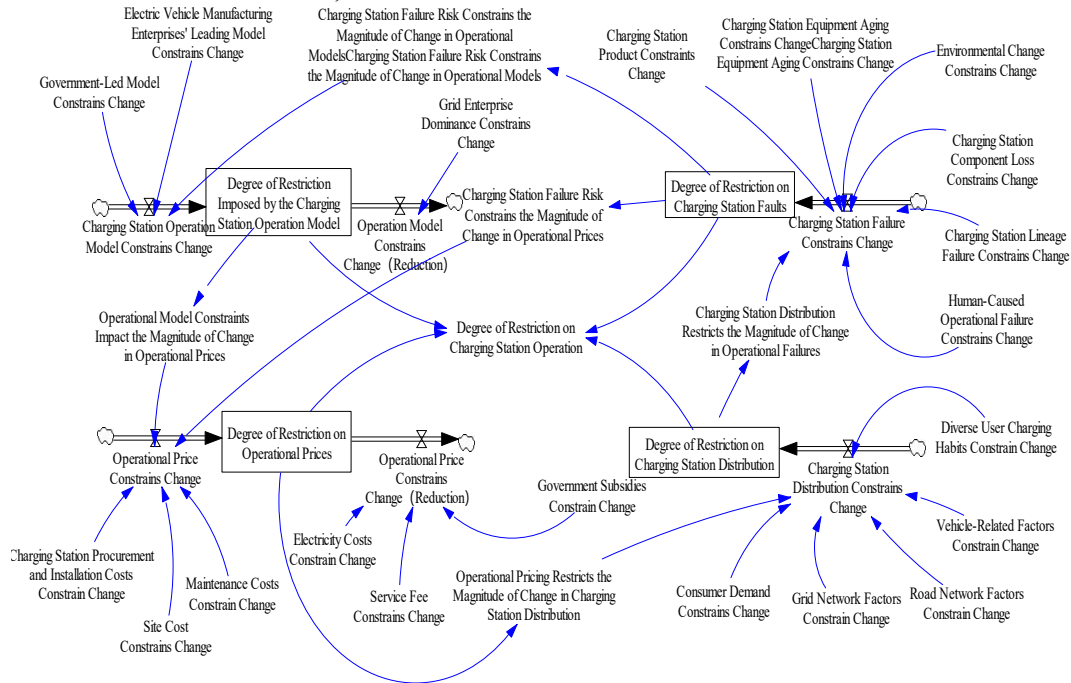 Electric Vehicle Manufacturing
Enterprises' Leading Model
Constrains Change
Government-Led Model
Constrains Change
Charging Station Failure Risk Constrains the
Magnitude of Change in Operational
ModelsCharging Station Failure Risk Constrains
the Magnitude of Change in Operational Models
Grid Enterprise
Dominance Constrains
Change
Charging Station
Product Constraints
Change
Charging Station Equipment Aging
Constrains ChangeCharging Station
Equipment Aging Constrains Change
Environmental Change
Constrains Change
Charging Station
Component Loss
Constrains Change
Degree of Restriction
Imposed by the Charging
Station Operation Model
Charging Station Operation
Model Constrains Change
Operation Model
Constrains
Change (Reduction)
Charging Station Failure Risk
Constrains the Magnitude of
Change in Operational Prices
Degree of Restriction on
Charging Station Faults
Charging Station Failure
Constrains Change
Charging Station Lineage
Failure Constrains Change
Human-Caused
Operational Failure
Constrains Change
Operational Model Constraints
Impact the Magnitude of Change
in Operational Prices
Degree of Restriction on
Charging Station Operation
Charging Station Distribution
Restricts the Magnitude of Change
in Operational Failures
Degree of Restriction on
Operational Prices
Operational Price
Constrains Change
Operational Price
Constrains
Change (Reduction)
Degree of Restriction on
Charging Station Distribution
Charging Station
Distribution Constrains
Change
Diverse User Charging
Habits Constrain Change
Government Subsidies
Constrain Change
Vehicle-Related Factors
Constrain Change
Electricity Costs
Constrain Change
Charging Station Procurement
and Installation Costs
Constrain Change
Maintenance Costs
Constrain Change
Site Cost
Constrains Change
Service Fee
Constrains Change
Operational Pricing Restricts the
Magnitude of Change in Charging
Station Distribution
Consumer Demand
Constrains Change
Grid Network Factors
Constrain Change
Road Network Factors
Constrain Change